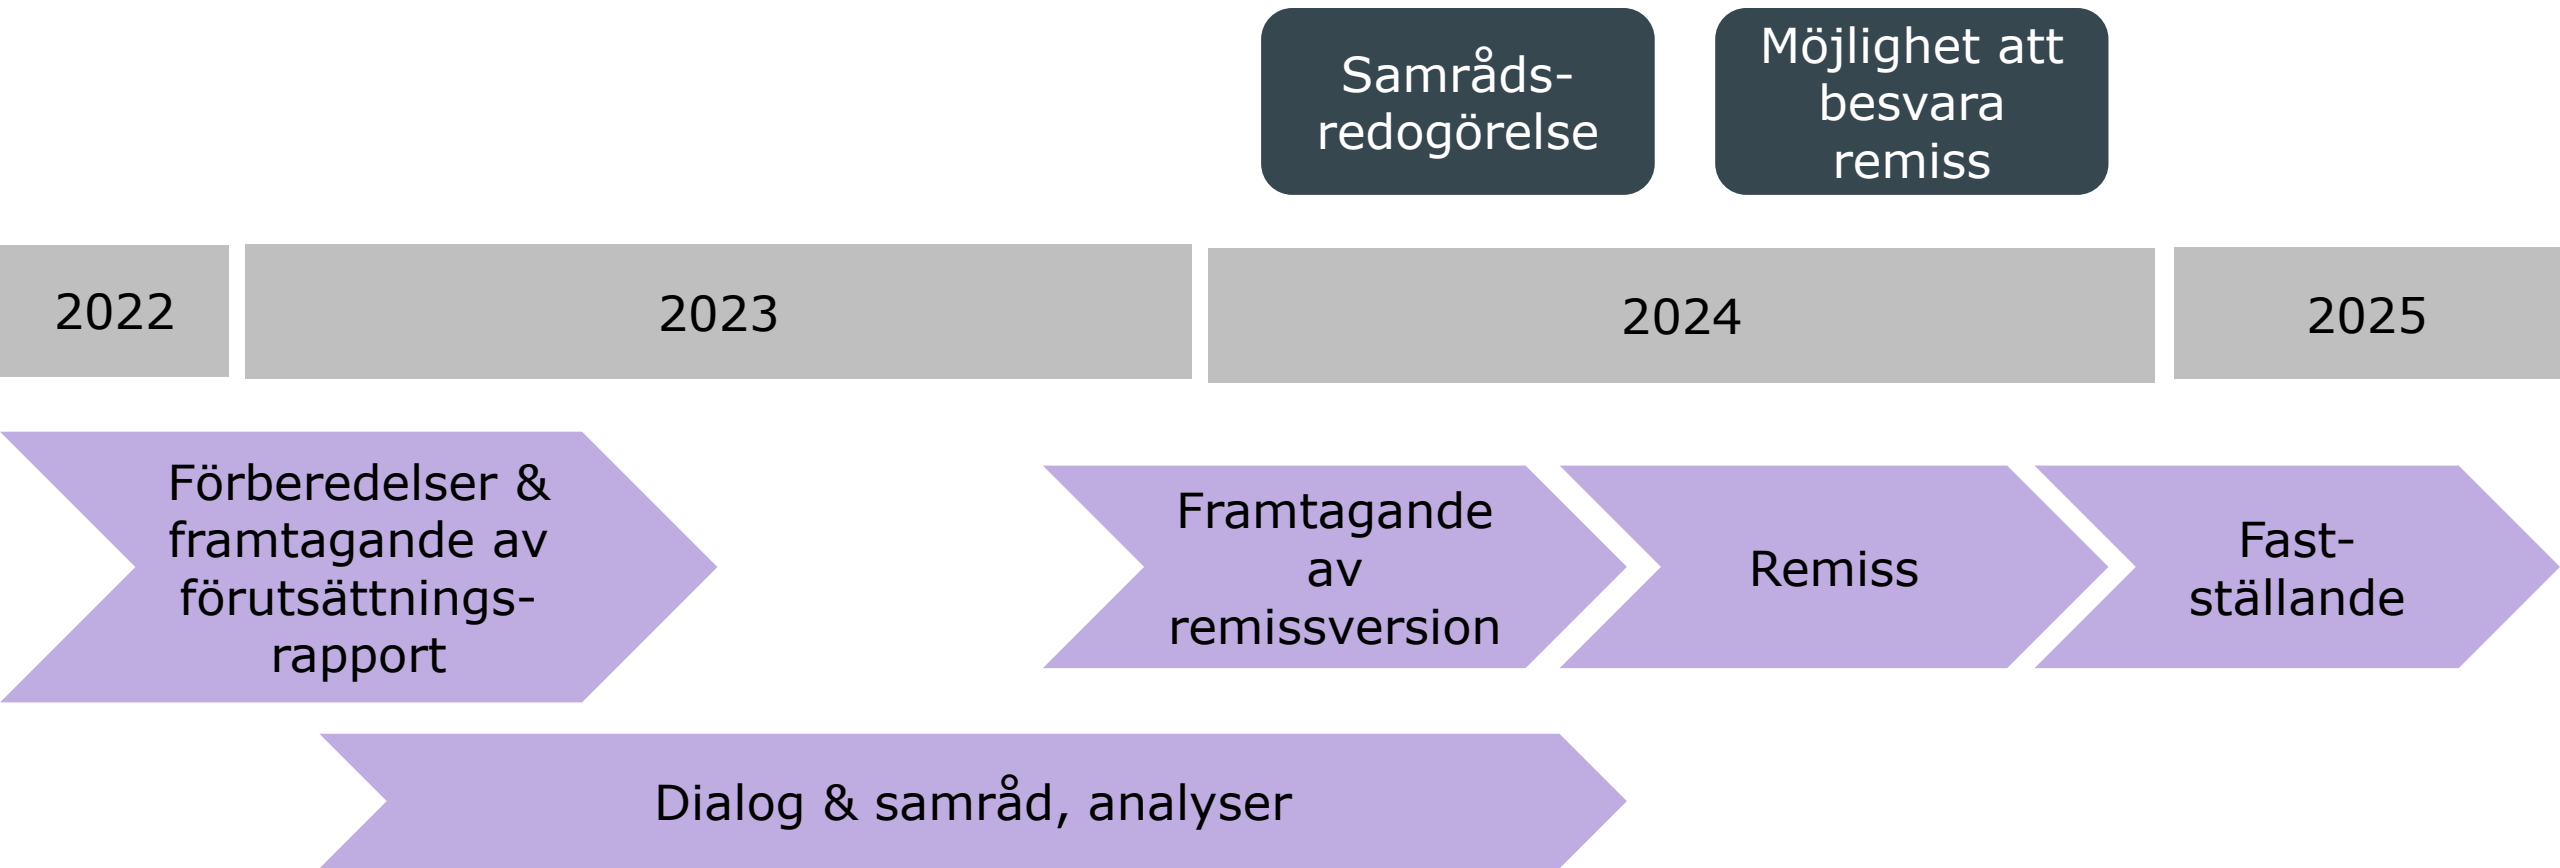 Samråds-
redogörelse
Möjlighet att
besvara
remiss
2022
2023
2024
2025
Förberedelser &
framtagande av
förutsättnings-
rapport
Framtagande
av
remissversion
Remiss
Fast-
ställande
Dialog & samråd, analyser